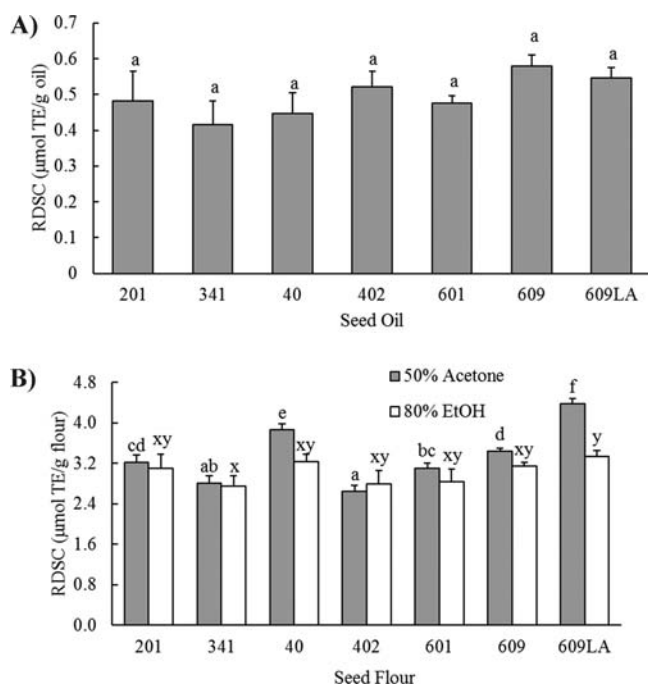 A)
RDSC (μmol TE/g oil)
0.7
0.6
0.5
0.4
0.3
0.2
0.1
0
a a a a a a a
201 341 40 402 601 609 609LA
Seed Oil
B)
RDSC (μmol TE/g flour)
4.8
4.0
3.2
2.4
1.6
0.8
0.0
50% Acetone
80% EtOH
cd xy ab x e xy a xy bc xy d xy f y
201 341 40 402 601 609 609LA
Seed Flour